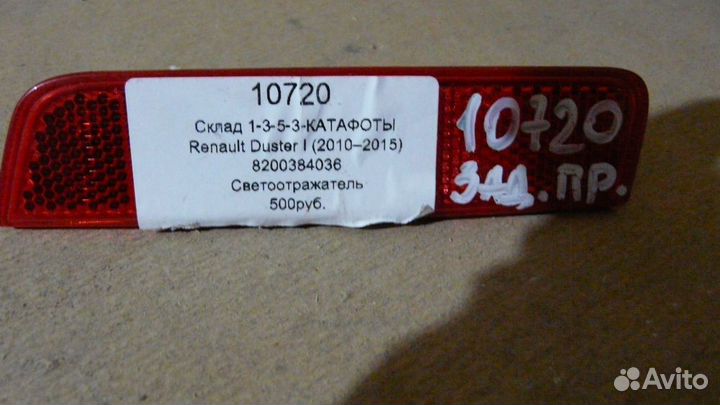 10720
Склад 1-3-5-3-КАТАФОТЫ
Renault Duster I (2010–2015)
8200384036
Светоотражатель
500руб.
10720
ЗАД. ПР.
Avito